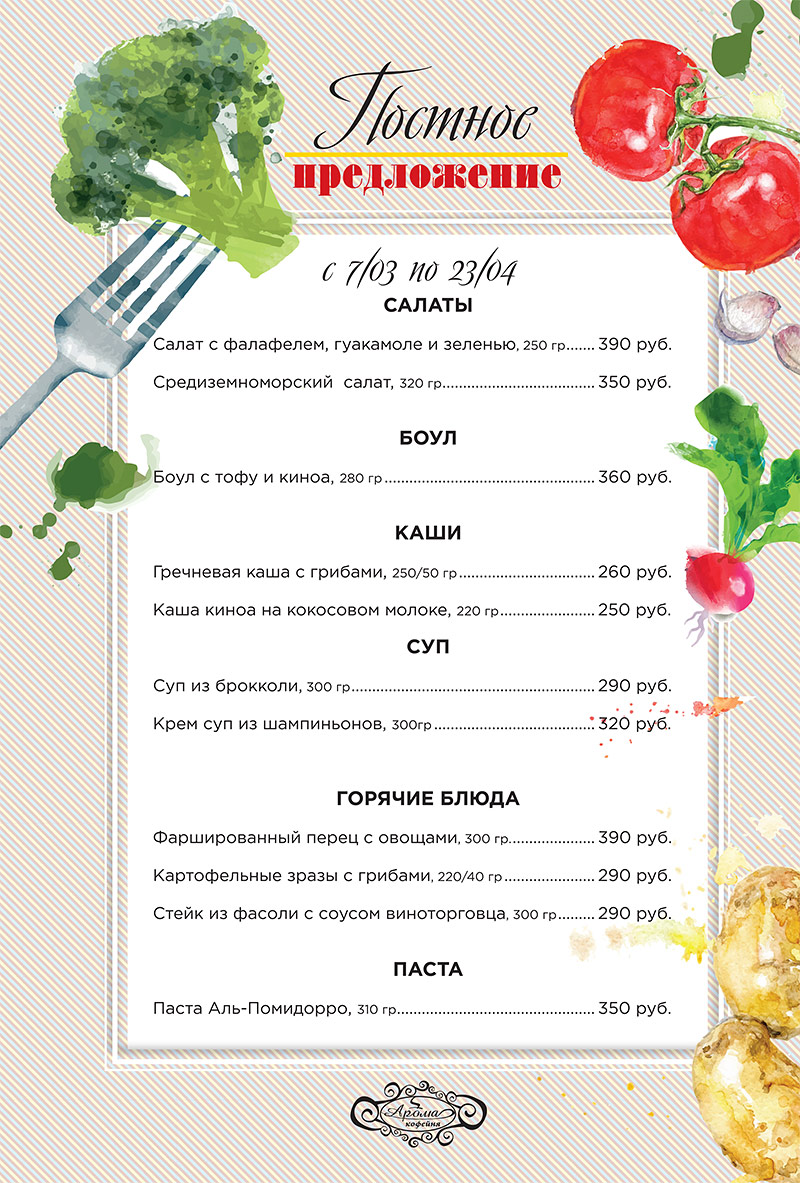 Постное
предложение
с 7/03 по 23/04
САЛАТЫ
Салат с фалафелем, гуакамоле и зеленью, 250 гр....... 390 руб.
Средиземноморский салат, 320 гр....................................... 350 руб.
БОУЛ
Боул с тофу и киноа, 280 гр..................................................... 360 руб.
КАШИ
Гречневая каша с грибами, 250/50 гр.................................. 260 руб.
Каша киноа на кокосовом молоке, 220 гр........................ 250 руб.
СУП
Суп из брокколи, 300 гр.............................................................. 290 руб.
Крем суп из шампиньонов, 300гр......................................... 320 руб.
ГОРЯЧИЕ БЛЮДА
Фаршированный перец с овощами, 300 гр..................... 390 руб.
Картофельные зразы с грибами, 220/40 гр....................... 290 руб.
Стейк из фасоли с соусом виноторговца, 300 гр......... 290 руб.
ПАСТА
Паста Аль-Помидорро, 310 гр.................................................. 350 руб.
Арома
кофейня